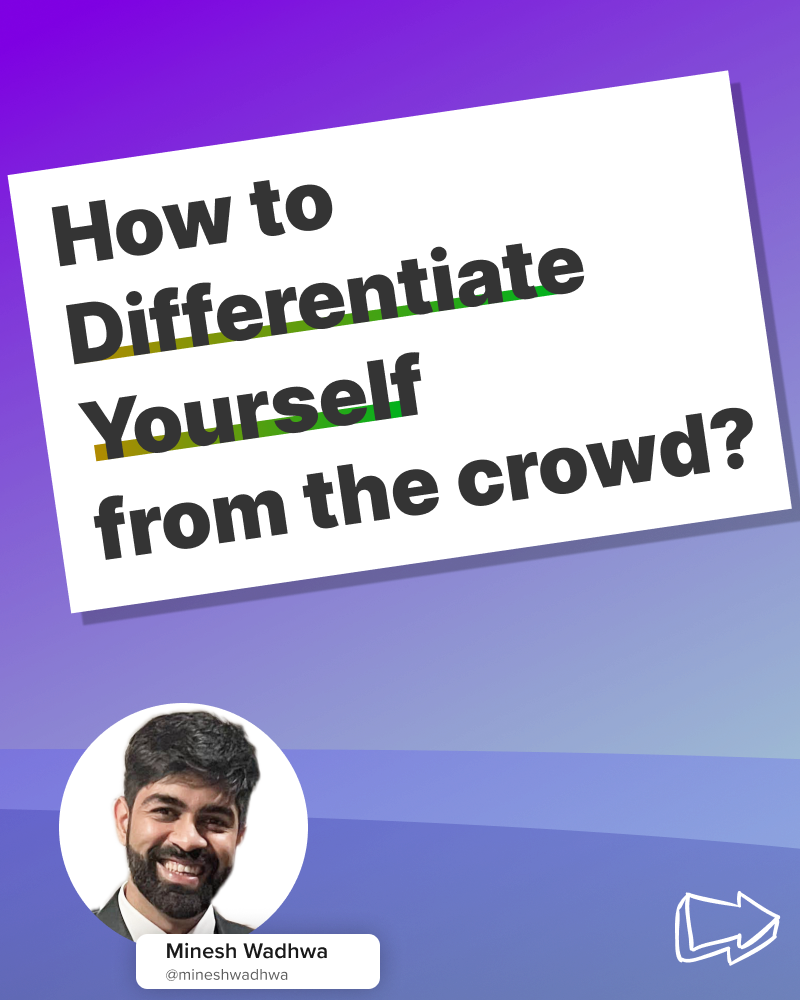 How to
Differentiate
Yourself
from the crowd?
Minesh Wadhwa
@mineshwadhwa